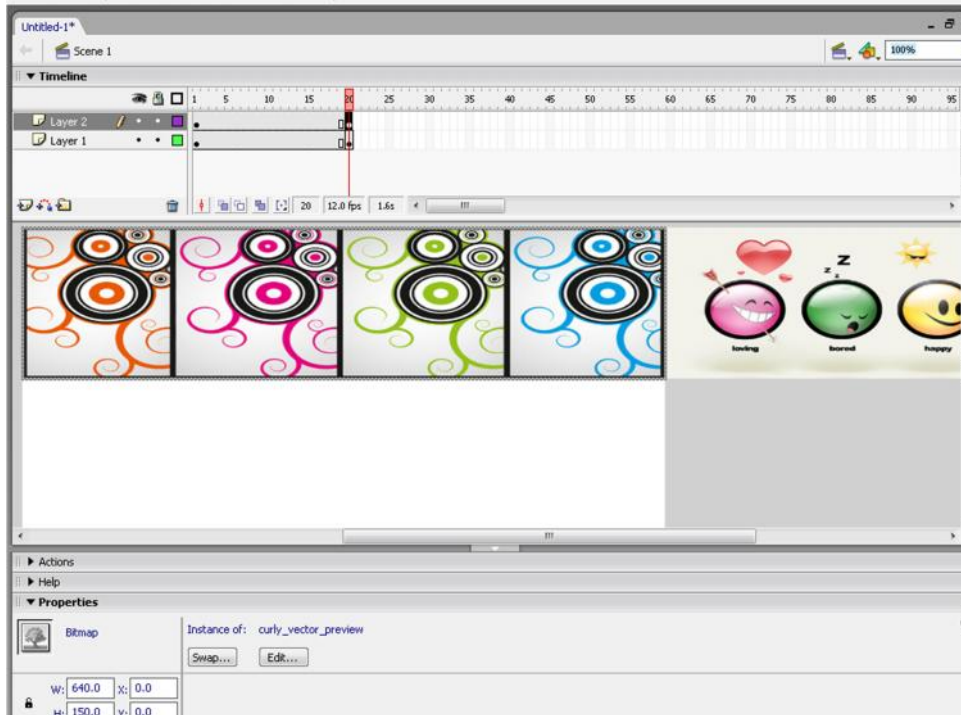 Untitled-1*
Scene 1
100%
Timeline
1 5 10 15 20 25 30 35 40 45 50 55 60 65 70 75 80 85 90 95
Layer 2
Layer 1
20 12.0 fps 1.6s
z z Z
loving bored happy
Actions
Help
Properties
Bitmap
Instance of: curly_vector_preview
Swap... Edit...
W: 640.0 X: 0.0
H: 150.0 Y: 0.0